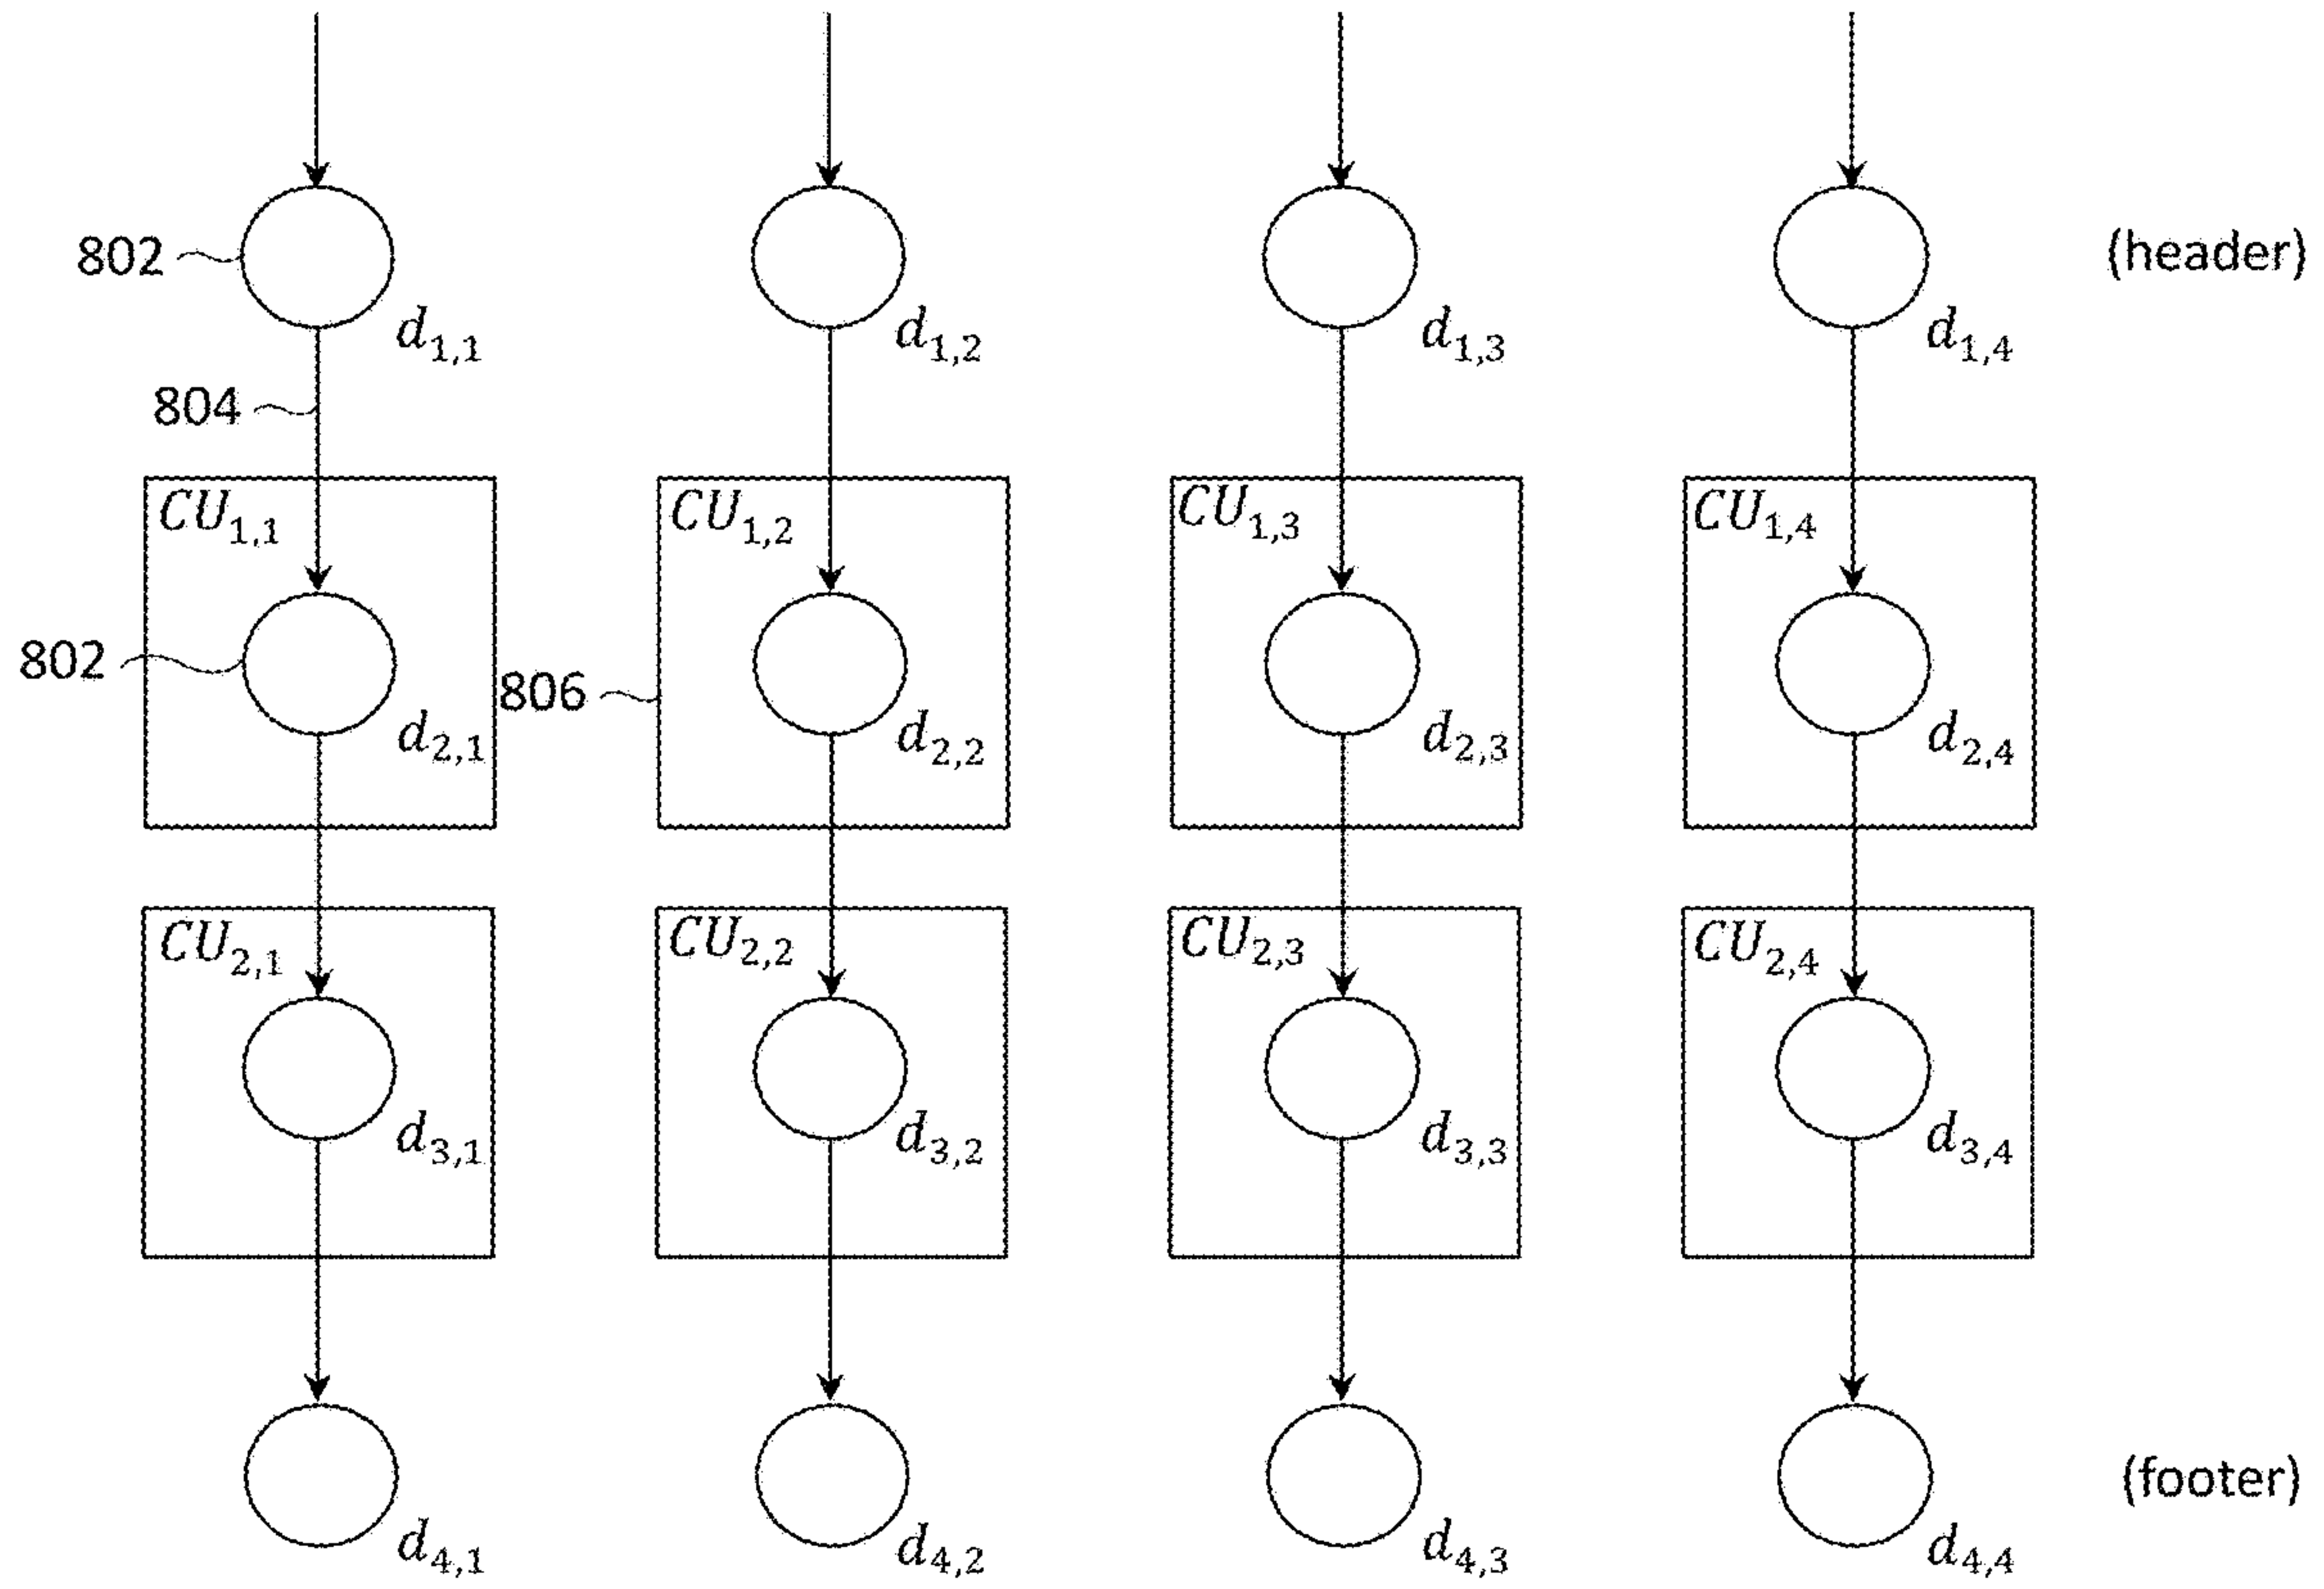 802 (header)
d1,1 d1,2 d1,3 d1,4
804
CU1,1 CU1,2 CU1,3 CU1,4
802 806
d2,1 d2,2 d2,3 d2,4
CU2,1 CU2,2 CU2,3 CU2,4
d3,1 d3,2 d3,3 d3,4
(footer)
d4,1 d4,2 d4,3 d4,4